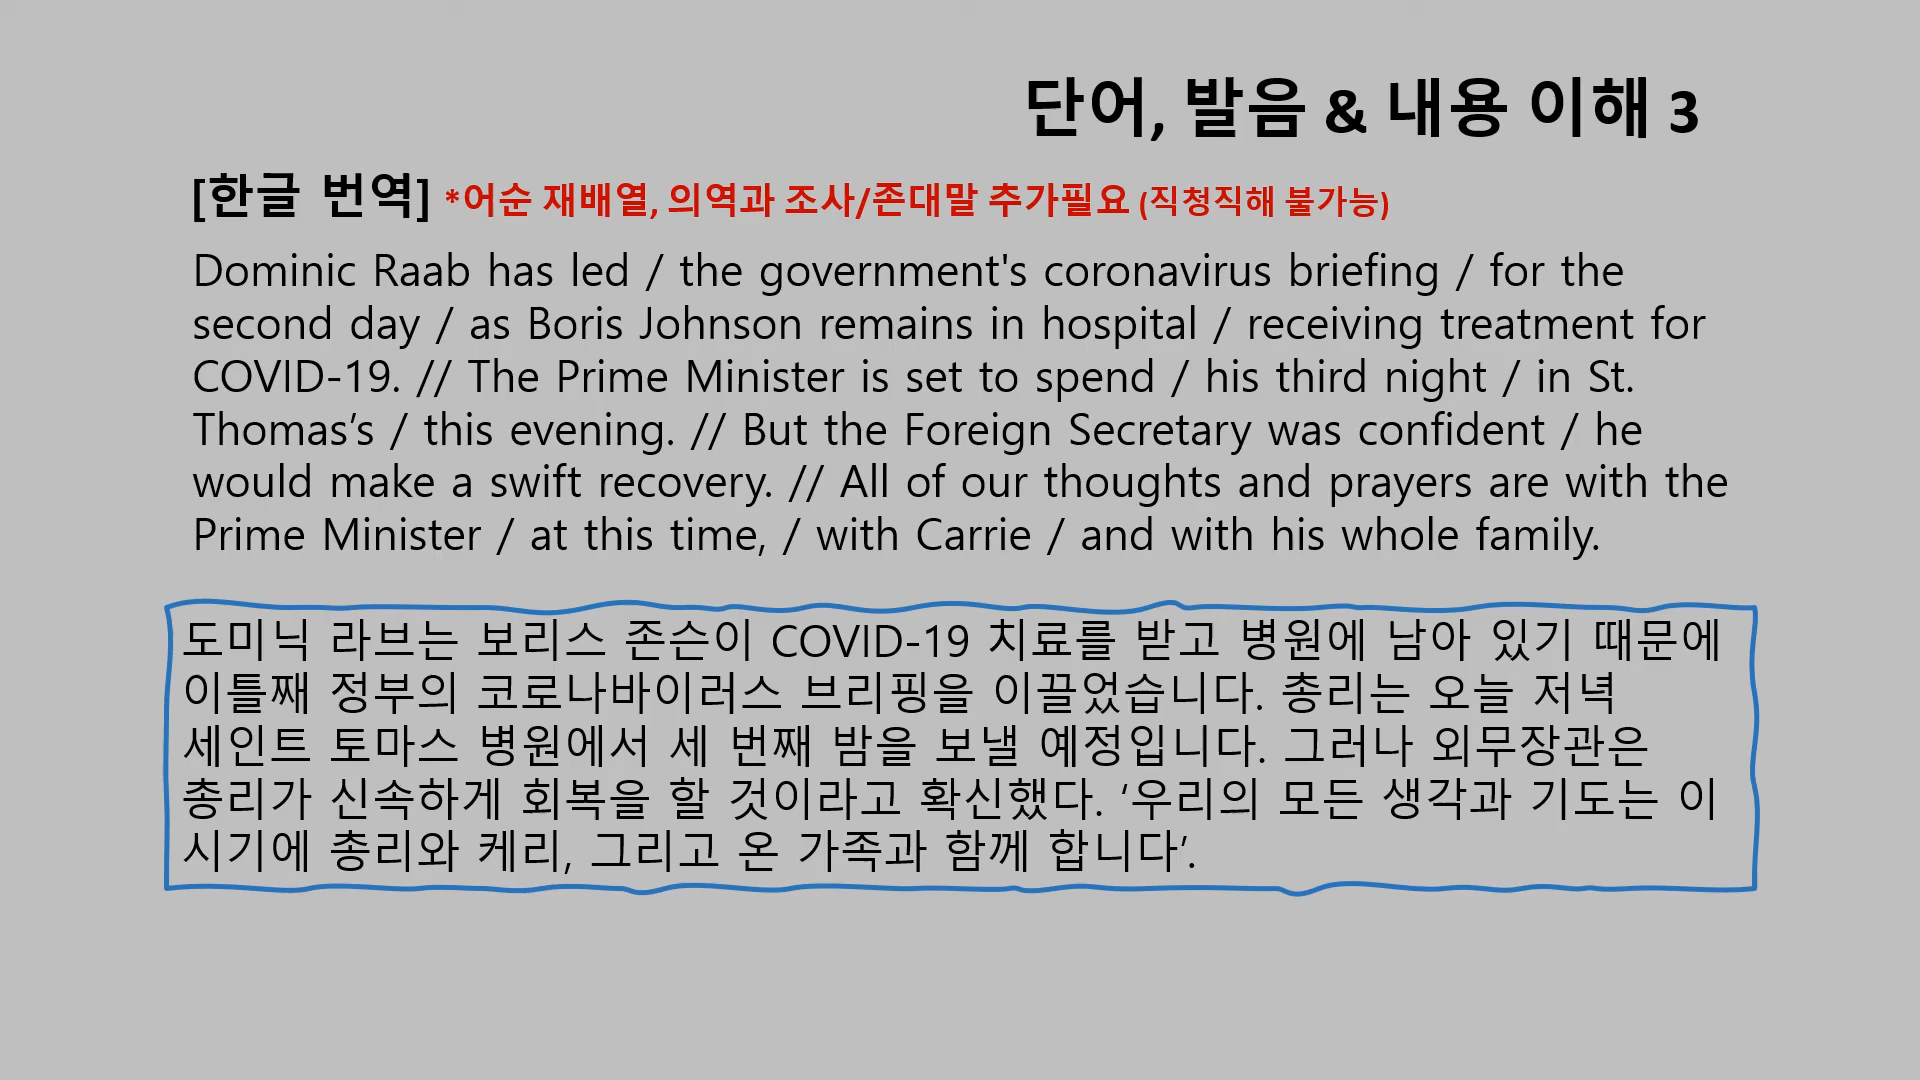 단어, 발음 & 내용 이해 3
[한글 번역] *어순 재배열, 의역과 조사/존대말 추가필요 (직청직해 불가능)
Dominic Raab has led / the government's coronavirus briefing / for the
second day / as Boris Johnson remains in hospital / receiving treatment for
COVID-19. // The Prime Minister is set to spend / his third night / in St.
Thomas‘s / this evening. // But the Foreign Secretary was confident / he
would make a swift recovery. // All of our thoughts and prayers are with the
Prime Minister / at this time, / with Carrie / and with his whole family.
도미닉 라브는 보리스 존슨이 COVID-19 치료를 받고 병원에 남아 있기 때문에
이틀째 정부의 코로나바이러스 브리핑을 이끌었습니다. 총리는 오늘 저녁
세인트 토마스 병원에서 세 번째 밤을 보낼 예정입니다. 그러나 외무장관은
총리가 신속하게 회복을 할 것이라고 확신했다. ‘우리의 모든 생각과 기도는 이
시기에 총리와 케리, 그리고 온 가족과 함께 합니다’.